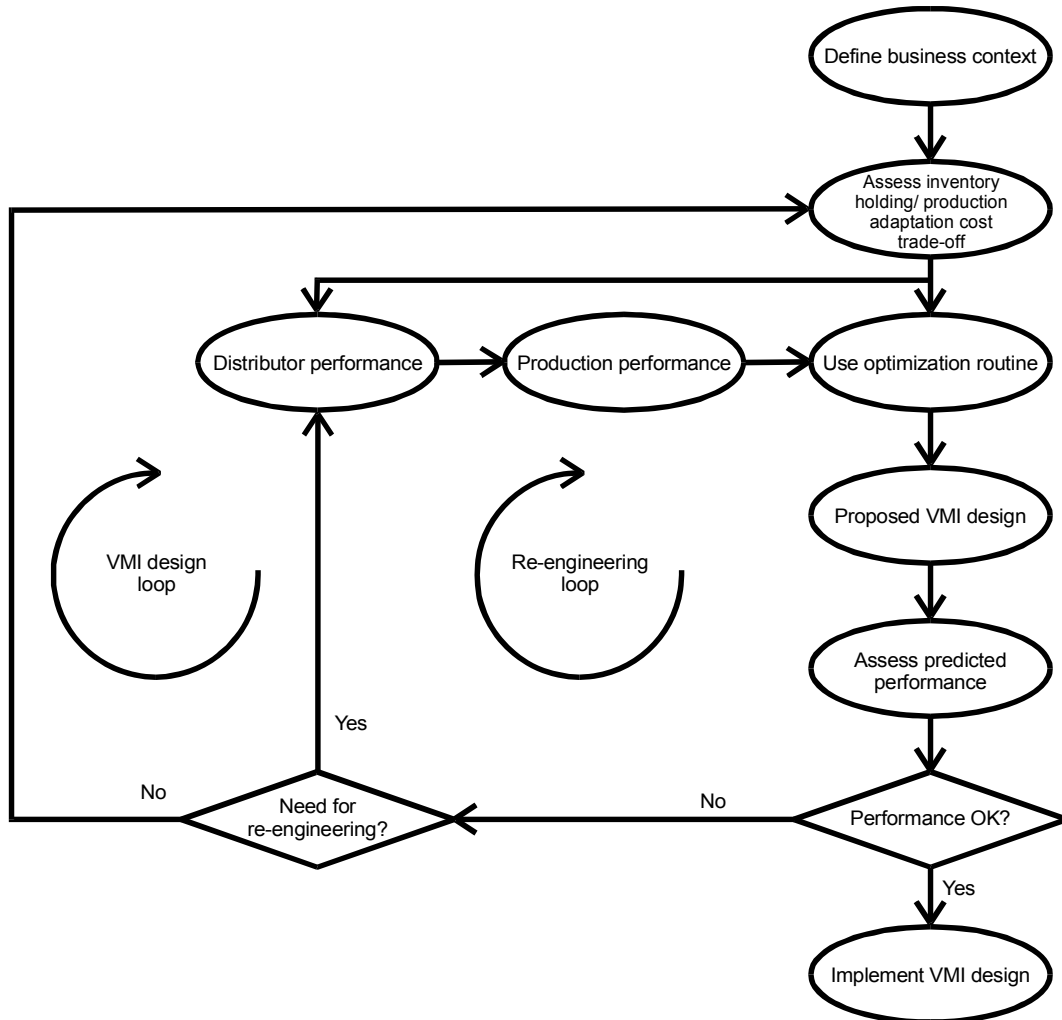 Define business context
Assess inventory
holding/ production
adaptation cost
trade-off
Distributor performance
Production performance
Use optimization routine
Proposed VMI design
VMI design
loop
Re-engineering
loop
Assess predicted
performance
Yes
No
Need for
re-engineering?
No
Performance OK?
Yes
Implement VMI design